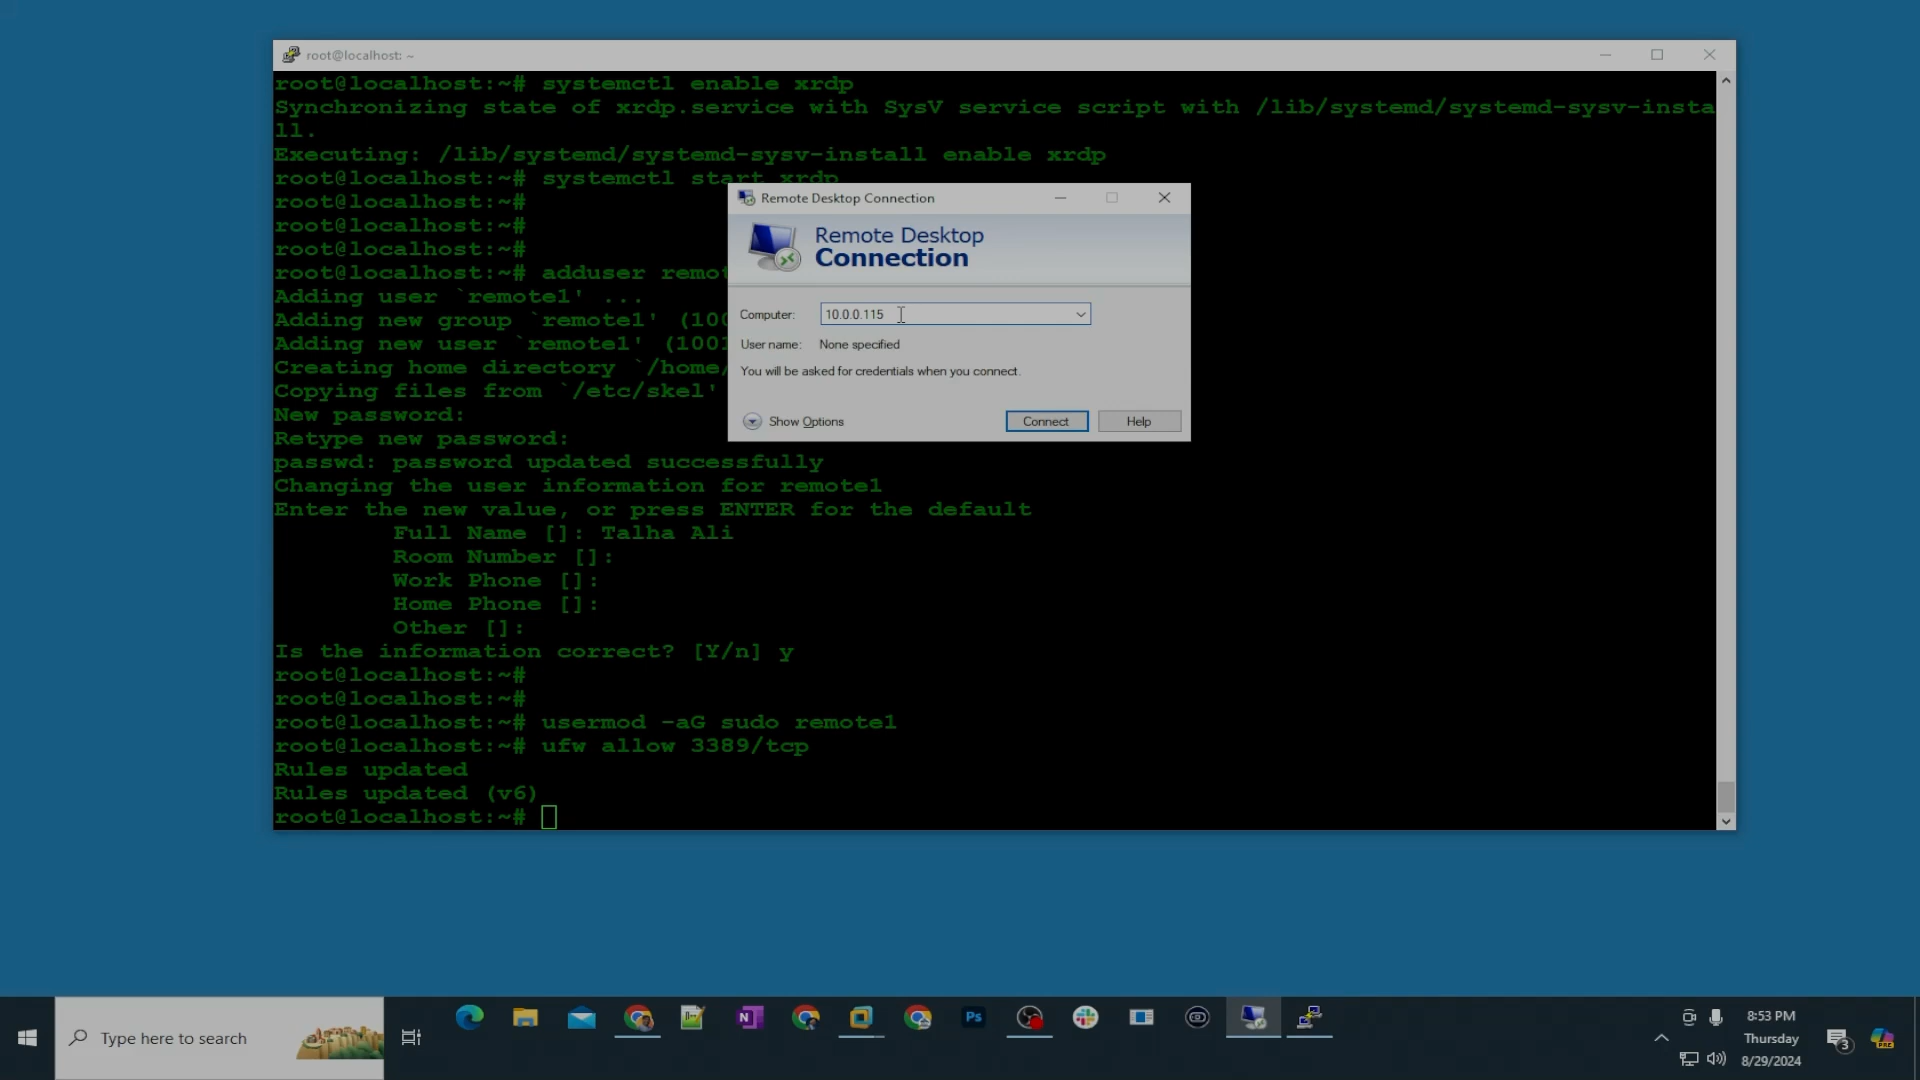 root@localhost: ~
root@localhost:~# systemctl enable xrdp
Synchronizing state of xrdp.service with SysV service script with /lib/systemd/systemd-sysv-insta
ll.
Executing: /lib/systemd/systemd-sysv-install enable xrdp
root@localhost:~# systemctl start xrdp
root@localhost:~#
root@localhost:~#
root@localhost:~#
root@localhost:~# adduser remot
Adding user `remote1' ...
Adding new group `remote1' (100
Adding new user `remote1' (1001
Creating home directory `/home/
Copying files from `/etc/skel'
New password:
Retype new password:
passwd: password updated successfully
Changing the user information for remote1
Enter the new value, or press ENTER for the default
Full Name []: Talha Ali
Room Number []:
Work Phone []:
Home Phone []:
Other []:
Is the information correct? [Y/n] y
root@localhost:~#
root@localhost:~#
root@localhost:~# usermod -aG sudo remote1
root@localhost:~# ufw allow 3389/tcp
Rules updated
Rules updated (v6)
root@localhost:~#
Remote Desktop Connection
Remote Desktop
Connection
Computer: 10.0.0.115
User name: None specified
You will be asked for credentials when you connect.
Show Options Connect Help
Type here to search
N
Ps
8:53 PM
Thursday
8/29/2024
3
PRE